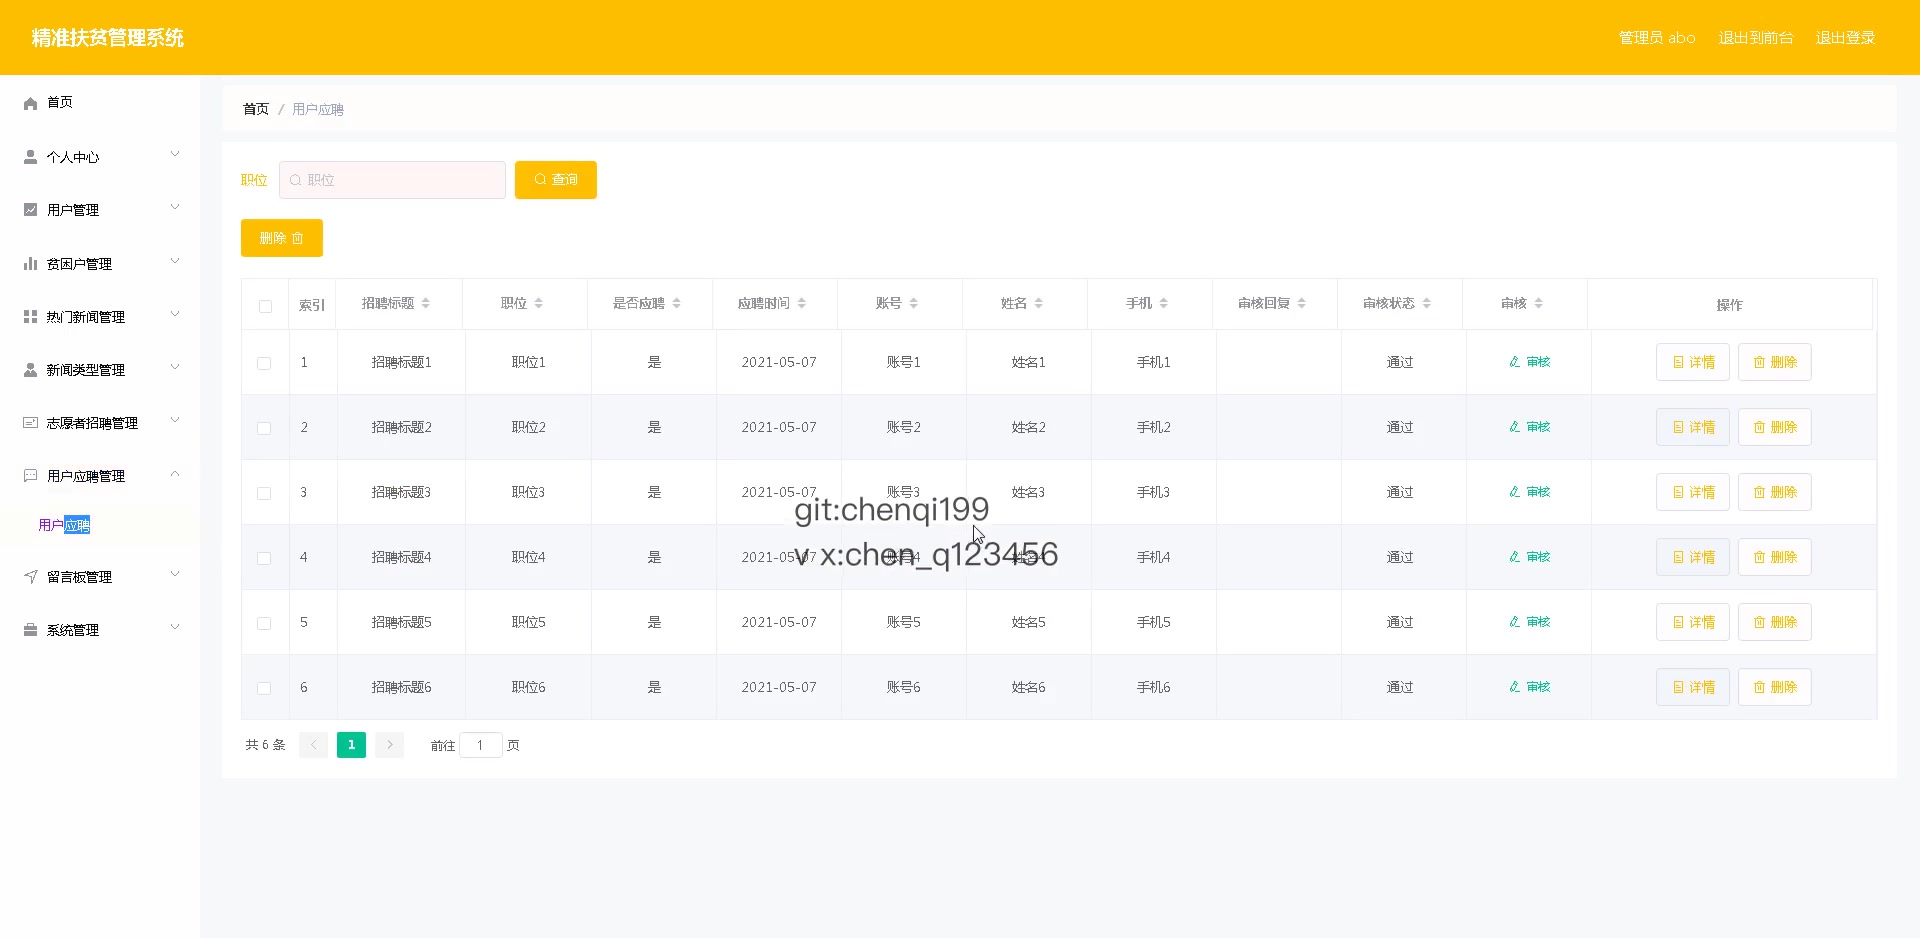 精准扶贫管理系统
管理员 abo 退出到前台 退出登录
首页
个人中心
用户管理
贫困户管理
热门新闻管理
新闻类型管理
志愿者招聘管理
用户应聘管理
用户应聘
留言板管理
系统管理
首页 / 用户应聘
职位 职位 查询
删除
索引 招聘标题 职位 是否应聘 应聘时间 账号 姓名 手机 审核回复 审核状态 审核 操作
1 招聘标题1 职位1 是 2021-05-07 账号1 姓名1 手机1 通过 审核 详情 删除
2 招聘标题2 职位2 是 2021-05-07 账号2 姓名2 手机2 通过 审核 详情 删除
3 招聘标题3 职位3 是 2021-05-07 账号3 姓名3 手机3 通过 审核 详情 删除
git:chenqi199
4 招聘标题4 职位4 是 2021-05-07 账号4 姓名4 手机4 通过 审核 详情 删除
v x:chen_q123456
5 招聘标题5 职位5 是 2021-05-07 账号5 姓名5 手机5 通过 审核 详情 删除
6 招聘标题6 职位6 是 2021-05-07 账号6 姓名6 手机6 通过 审核 详情 删除
共 6 条 1 前往 1 页